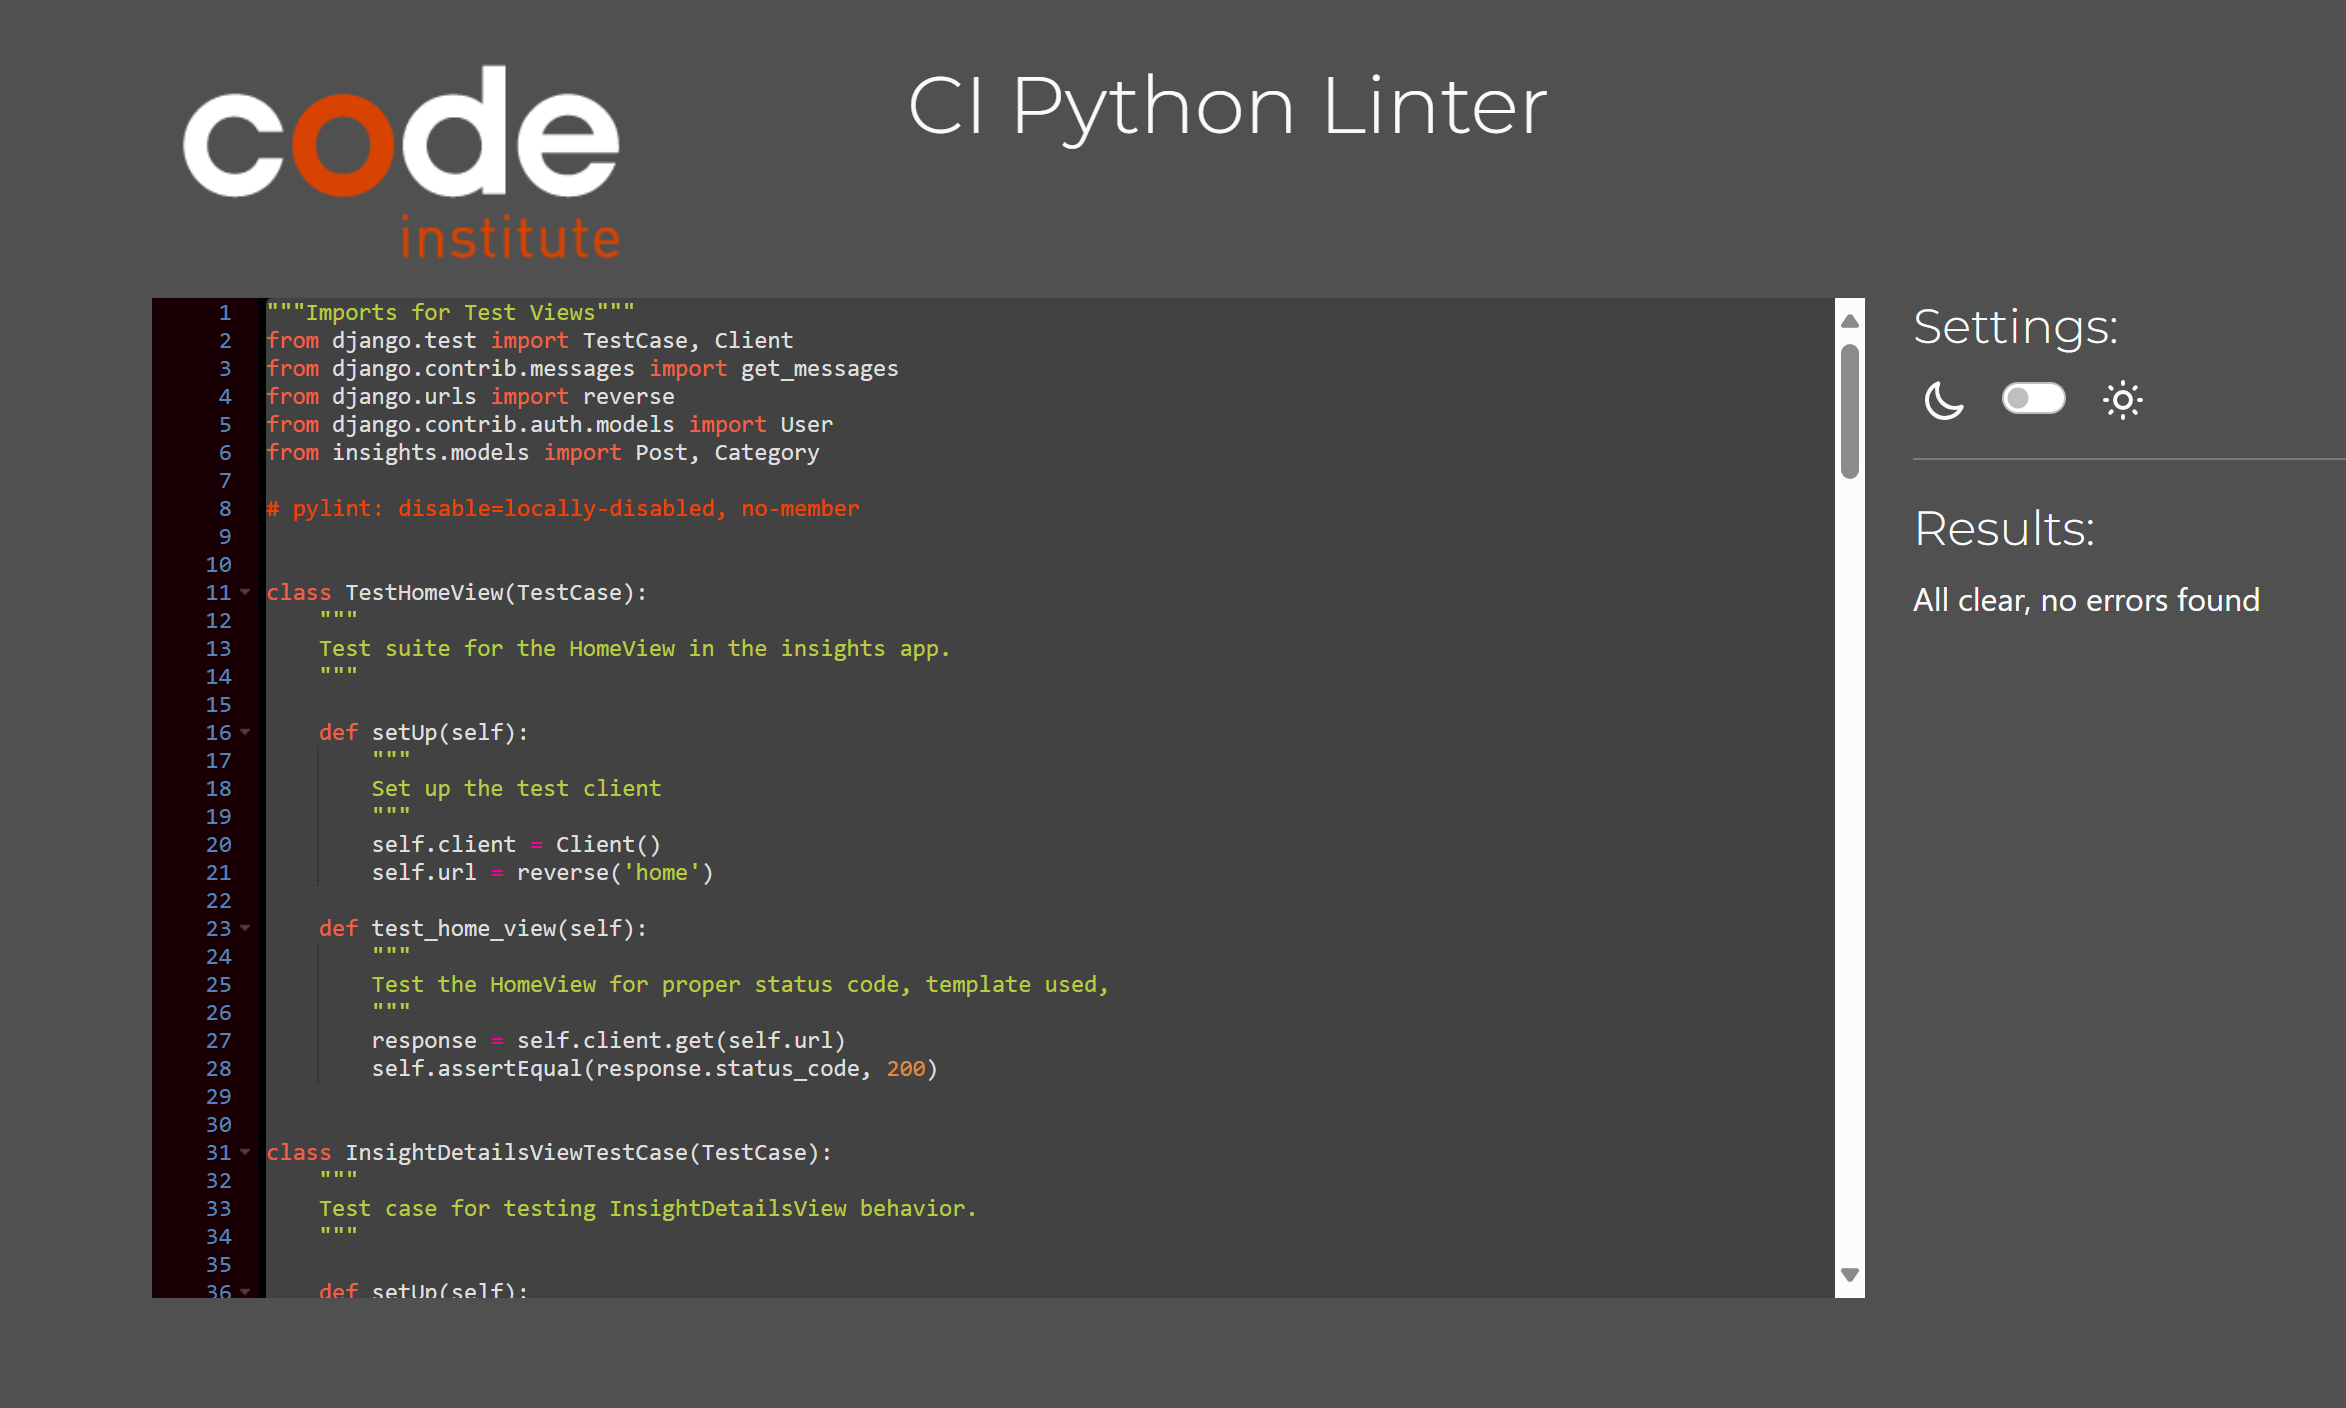 code
institute
CI Python Linter
1 """Imports for Test Views"""
2 from django.test import TestCase, Client
3 from django.contrib.messages import get_messages
4 from django.urls import reverse
5 from django.contrib.auth.models import User
6 from insights.models import Post, Category
7
8 # pylint: disable=locally-disabled, no-member
9
10
11 class TestHomeView(TestCase):
12     """
13     Test suite for the HomeView in the insights app.
14     """
15
16     def setUp(self):
17         """
18         Set up the test client
19         """
20         self.client = Client()
21         self.url = reverse('home')
22
23     def test_home_view(self):
24         """
25         Test the HomeView for proper status code, template used,
26         """
27         response = self.client.get(self.url)
28         self.assertEqual(response.status_code, 200)
29
30
31 class InsightDetailsViewTestCase(TestCase):
32     """
33     Test case for testing InsightDetailsView behavior.
34     """
35
36     def setUp(self):
Settings:
Results:
All clear, no errors found